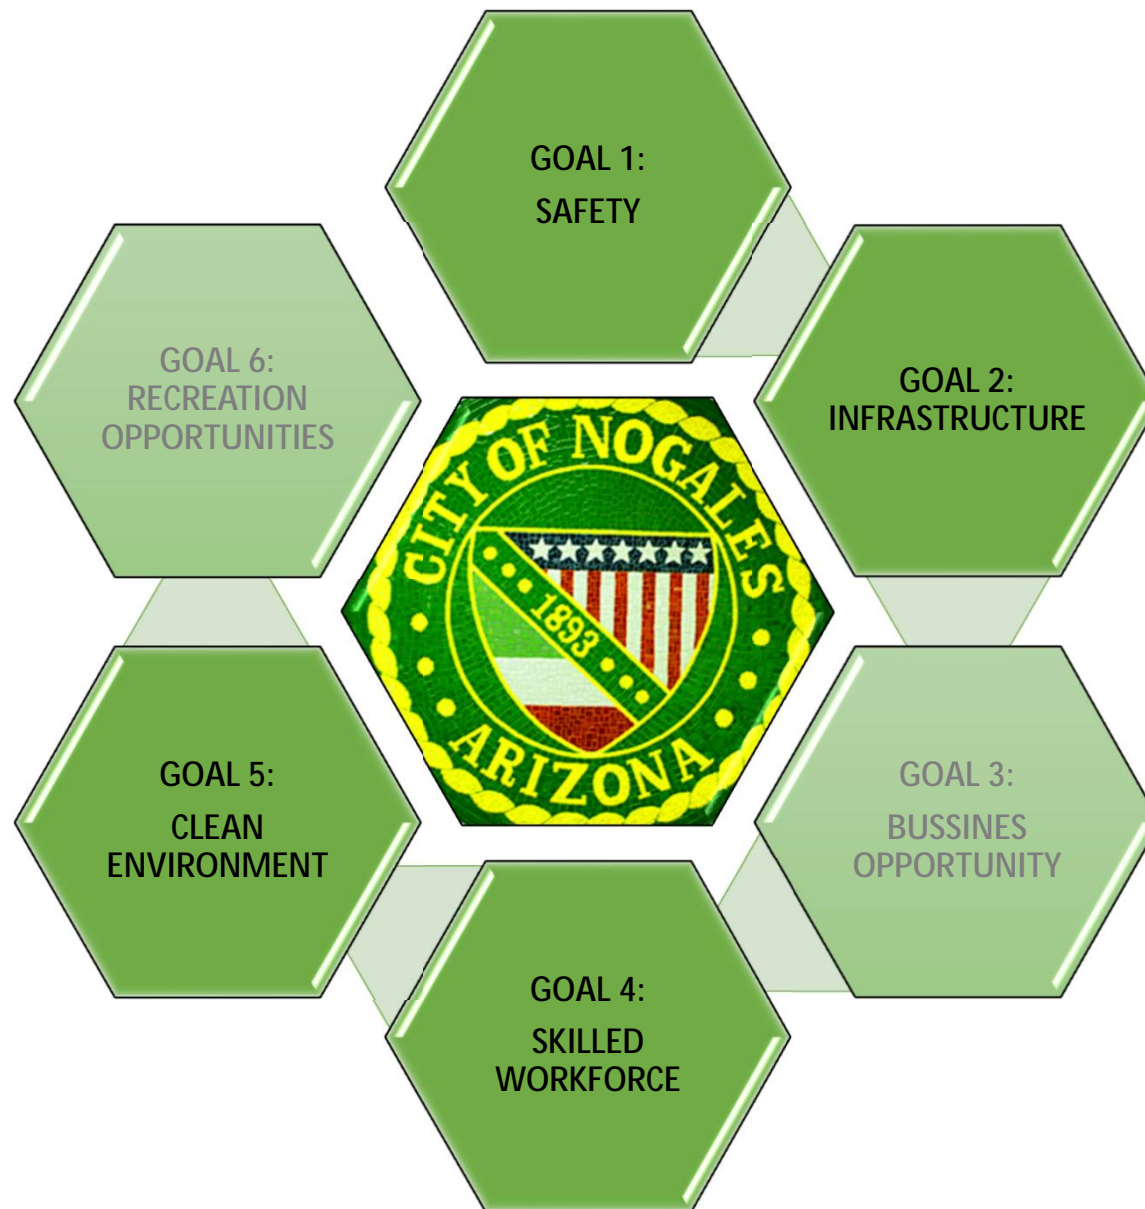 GOAL 1:
SAFETY
GOAL 2:
INFRASTRUCTURE
GOAL 3:
BUSSINES
OPPORTUNITY
GOAL 4:
SKILLED
WORKFORCE
GOAL 5:
CLEAN
ENVIRONMENT
GOAL 6:
RECREATION
OPPORTUNITIES
CITY OF NOGALES
1893
ARIZONA